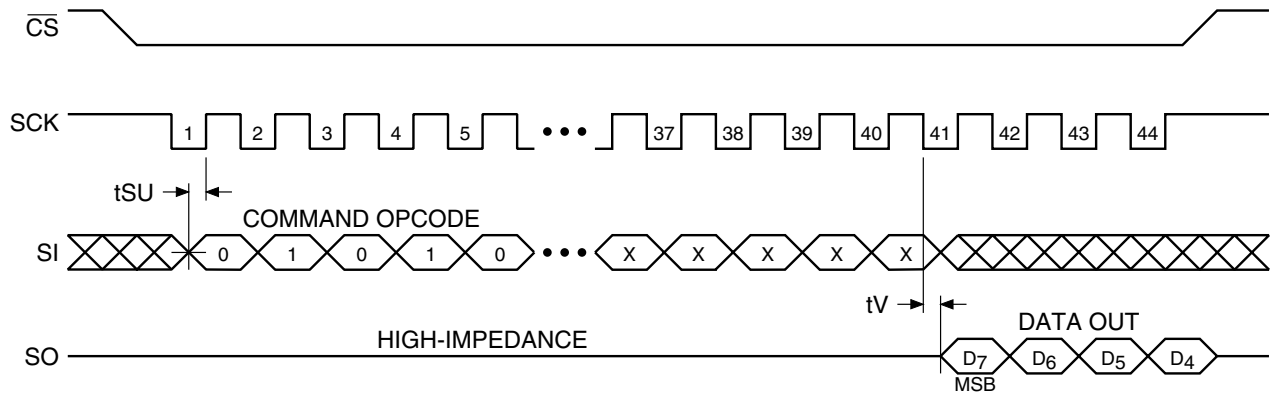 CS
SCK
1 2 3 4 5 • • • 37 38 39 40 41 42 43 44
tSU
COMMAND OPCODE
SI
0 1 0 1 0 • • • X X X X X
tV
HIGH-IMPEDANCE
DATA OUT
SO
D7 D6 D5 D4
MSB